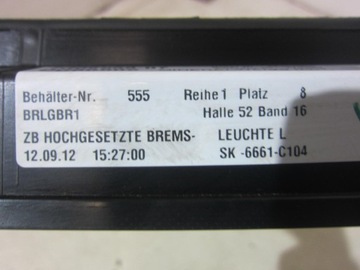 Behälter-Nr. 555 Reihe 1 Platz 8
BRLGBR1 Halle 52 Band 16
ZB HOCHGESETZTE BREMS- LEUCHTE L
12.09.12 15:27:00 SK -6661-C104